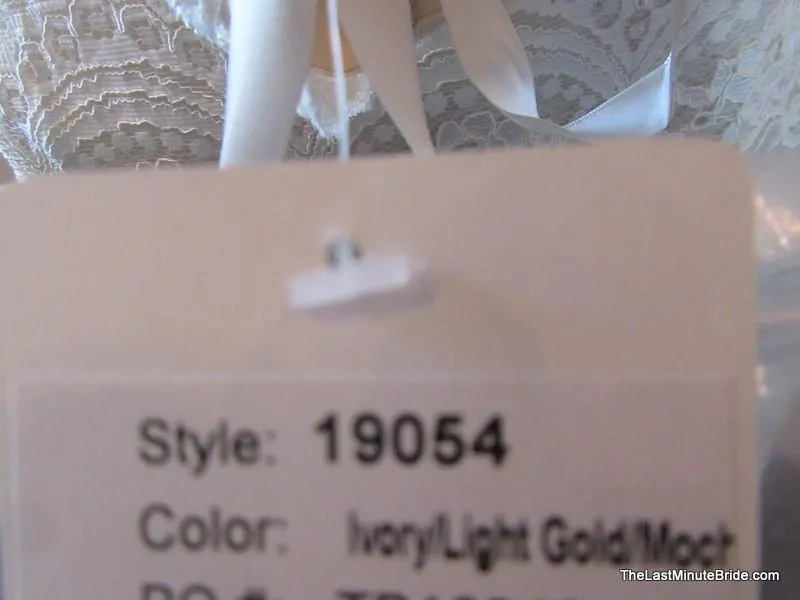 Style: 19054
Color: Ivory/Light Gold/Moch
TheLastMinuteBride.com